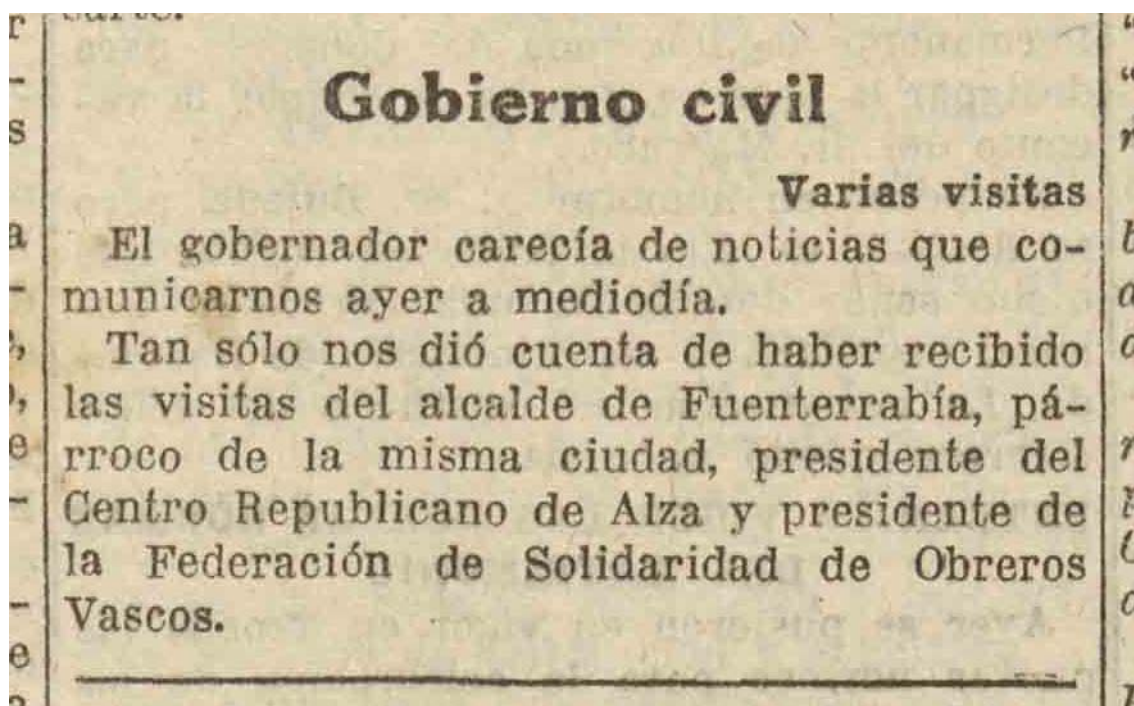 Gobierno civil
Varias visitas
El gobernador carecía de noticias que co-
municarnos ayer a mediodía.
Tan sólo nos dió cuenta de haber recibido
las visitas del alcalde de Fuenterrabía, pá-
rroco de la misma ciudad, presidente del
Centro Republicano de Alza y presidente de
la Federación de Solidaridad de Obreros
Vascos.